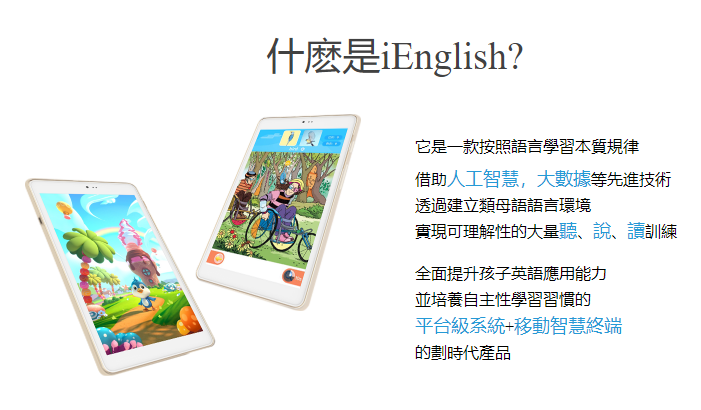 什麽是iEnglish?
它是一款按照語言學習本質規律
借助人工智慧，大數據等先進技術
透過建立類母語語言環境
實現可理解性的大量聽、說、讀訓練
全面提升孩子英語應用能力
並培養自主性學習習慣的
平台級系統+移動智慧終端
的劃時代產品